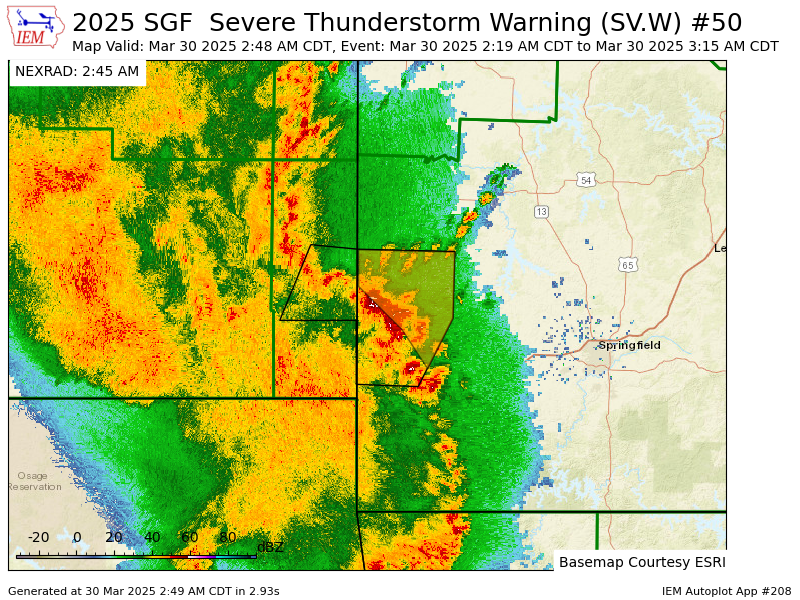 IEM
2025 SGF  Severe Thunderstorm Warning (SV.W) #50
Map Valid: Mar 30 2025 2:48 AM CDT, Event: Mar 30 2025 2:19 AM CDT to Mar 30 2025 3:15 AM CDT
NEXRAD: 2:45 AM
54
13
Le
65
Springfield
Osage
Reservation
-20 0 20 40 60 80
dBZ
Basemap Courtesy ESRI
Generated at 30 Mar 2025 2:49 AM CDT in 2.93s
IEM Autoplot App #208